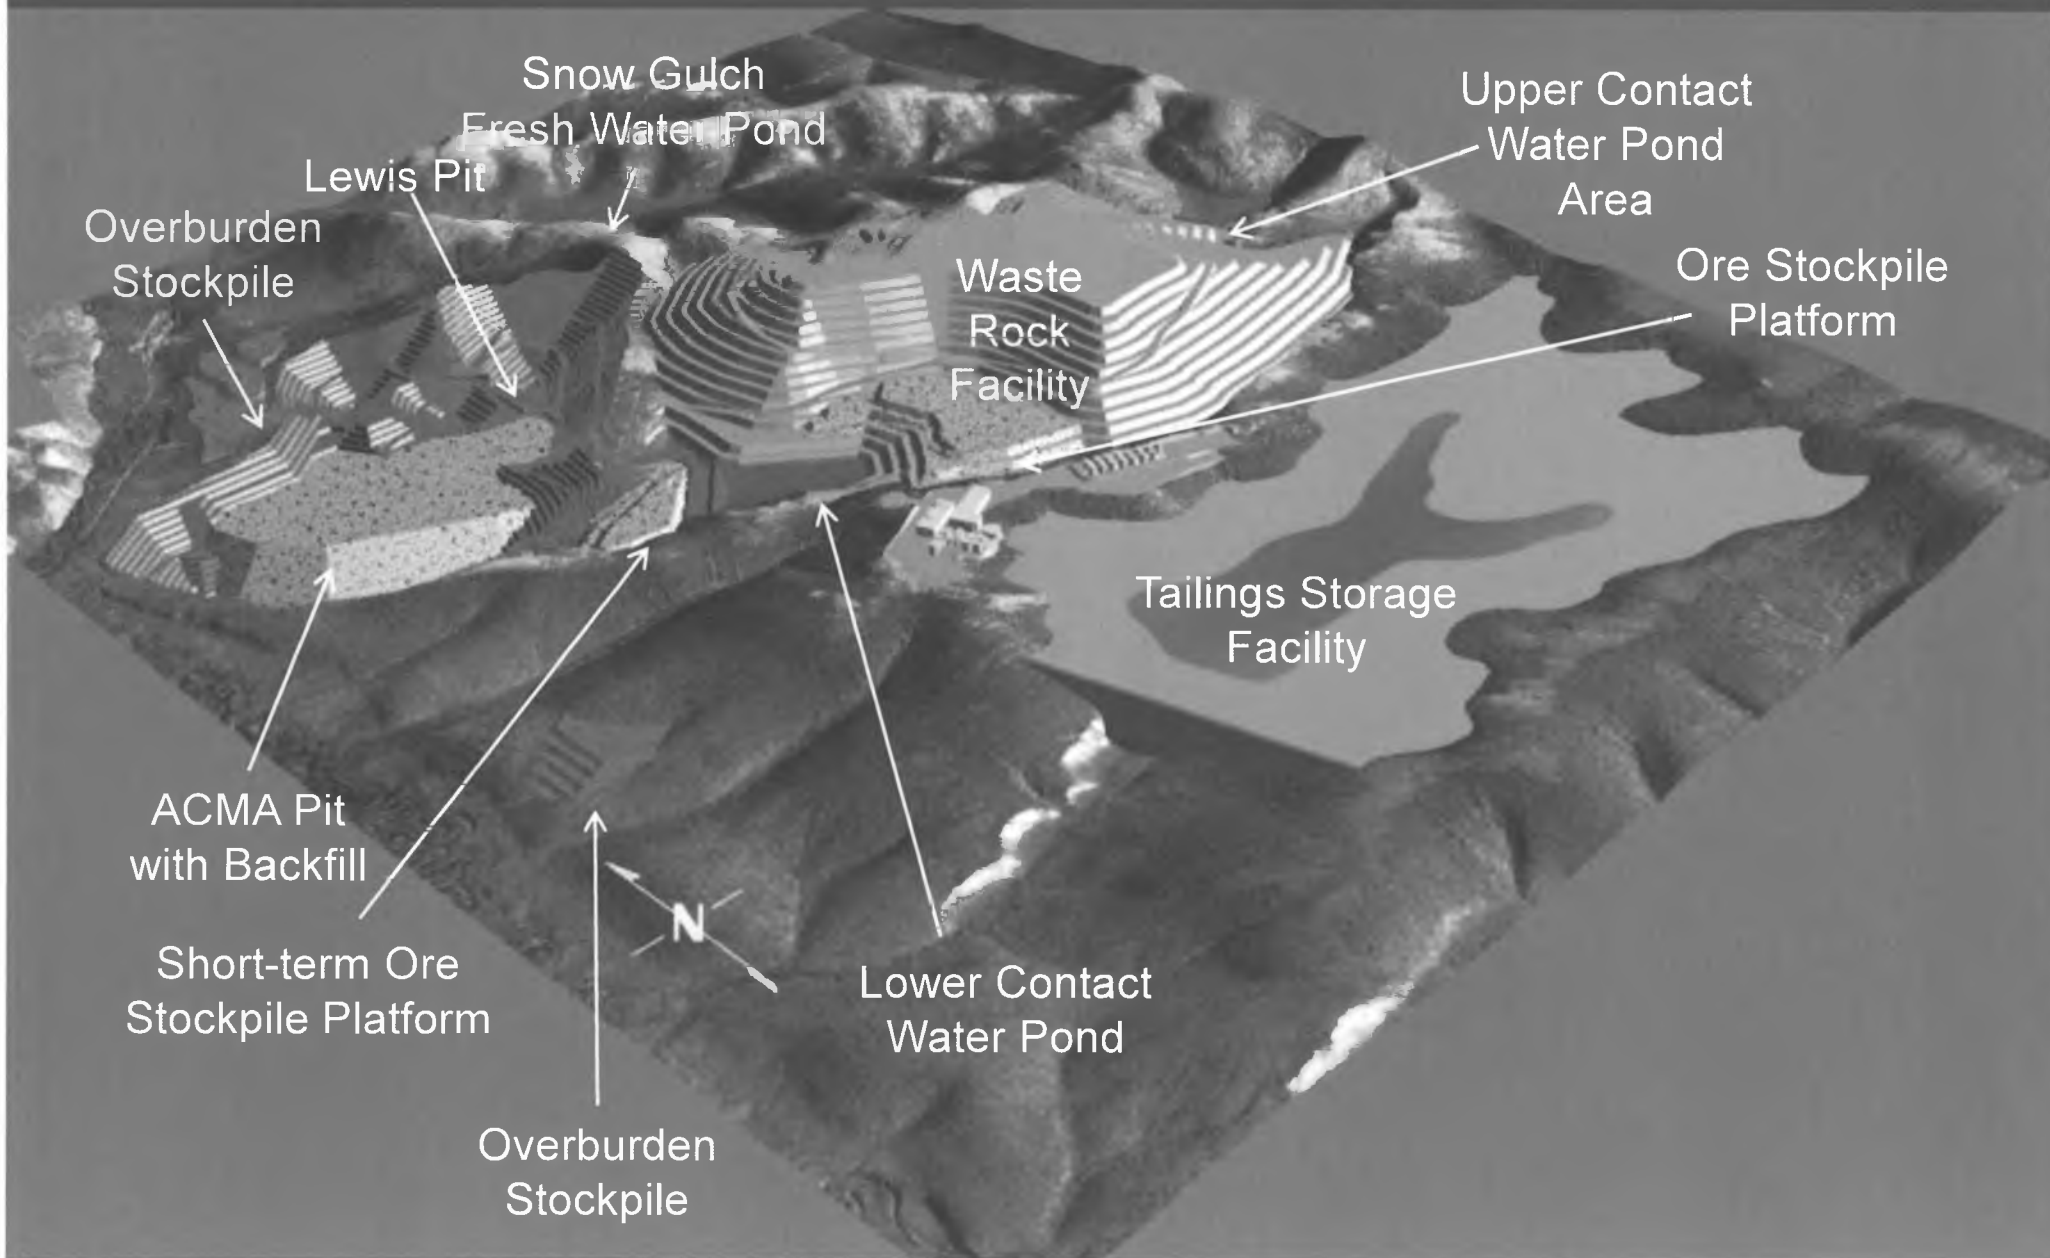 Snow Gulch
Fresh Water Pond
Lewis Pit
Overburden
Stockpile
Upper Contact
Water Pond
Area
Ore Stockpile
Platform
Waste
Rock
Facility
Tailings Storage
Facility
ACMA Pit
with Backfill
Short-term Ore
Stockpile Platform
N
Lower Contact
Water Pond
Overburden
Stockpile